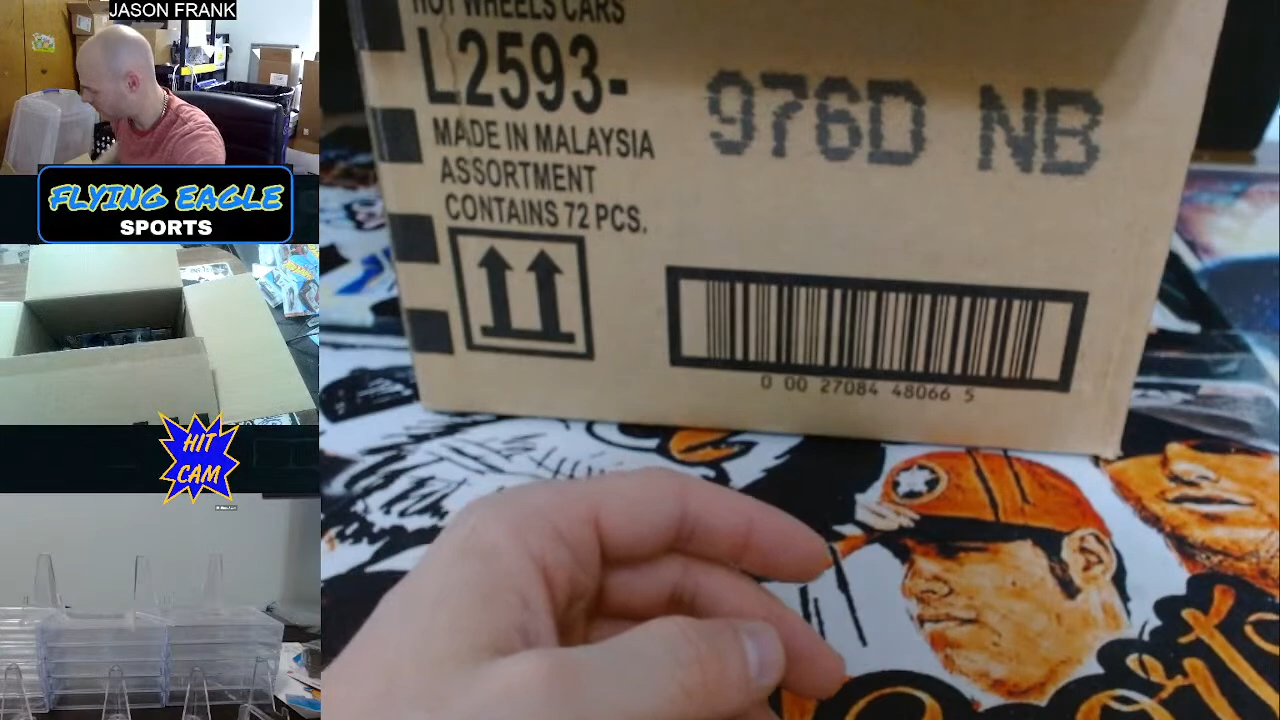 JASON FRANK
FLYING EAGLE
SPORTS
HIT
CAM
HOT WHEELS CARS
L2593-
976D NB
MADE IN MALAYSIA
ASSORTMENT
CONTAINS 72 PCS.
0 00 27084 48066 5